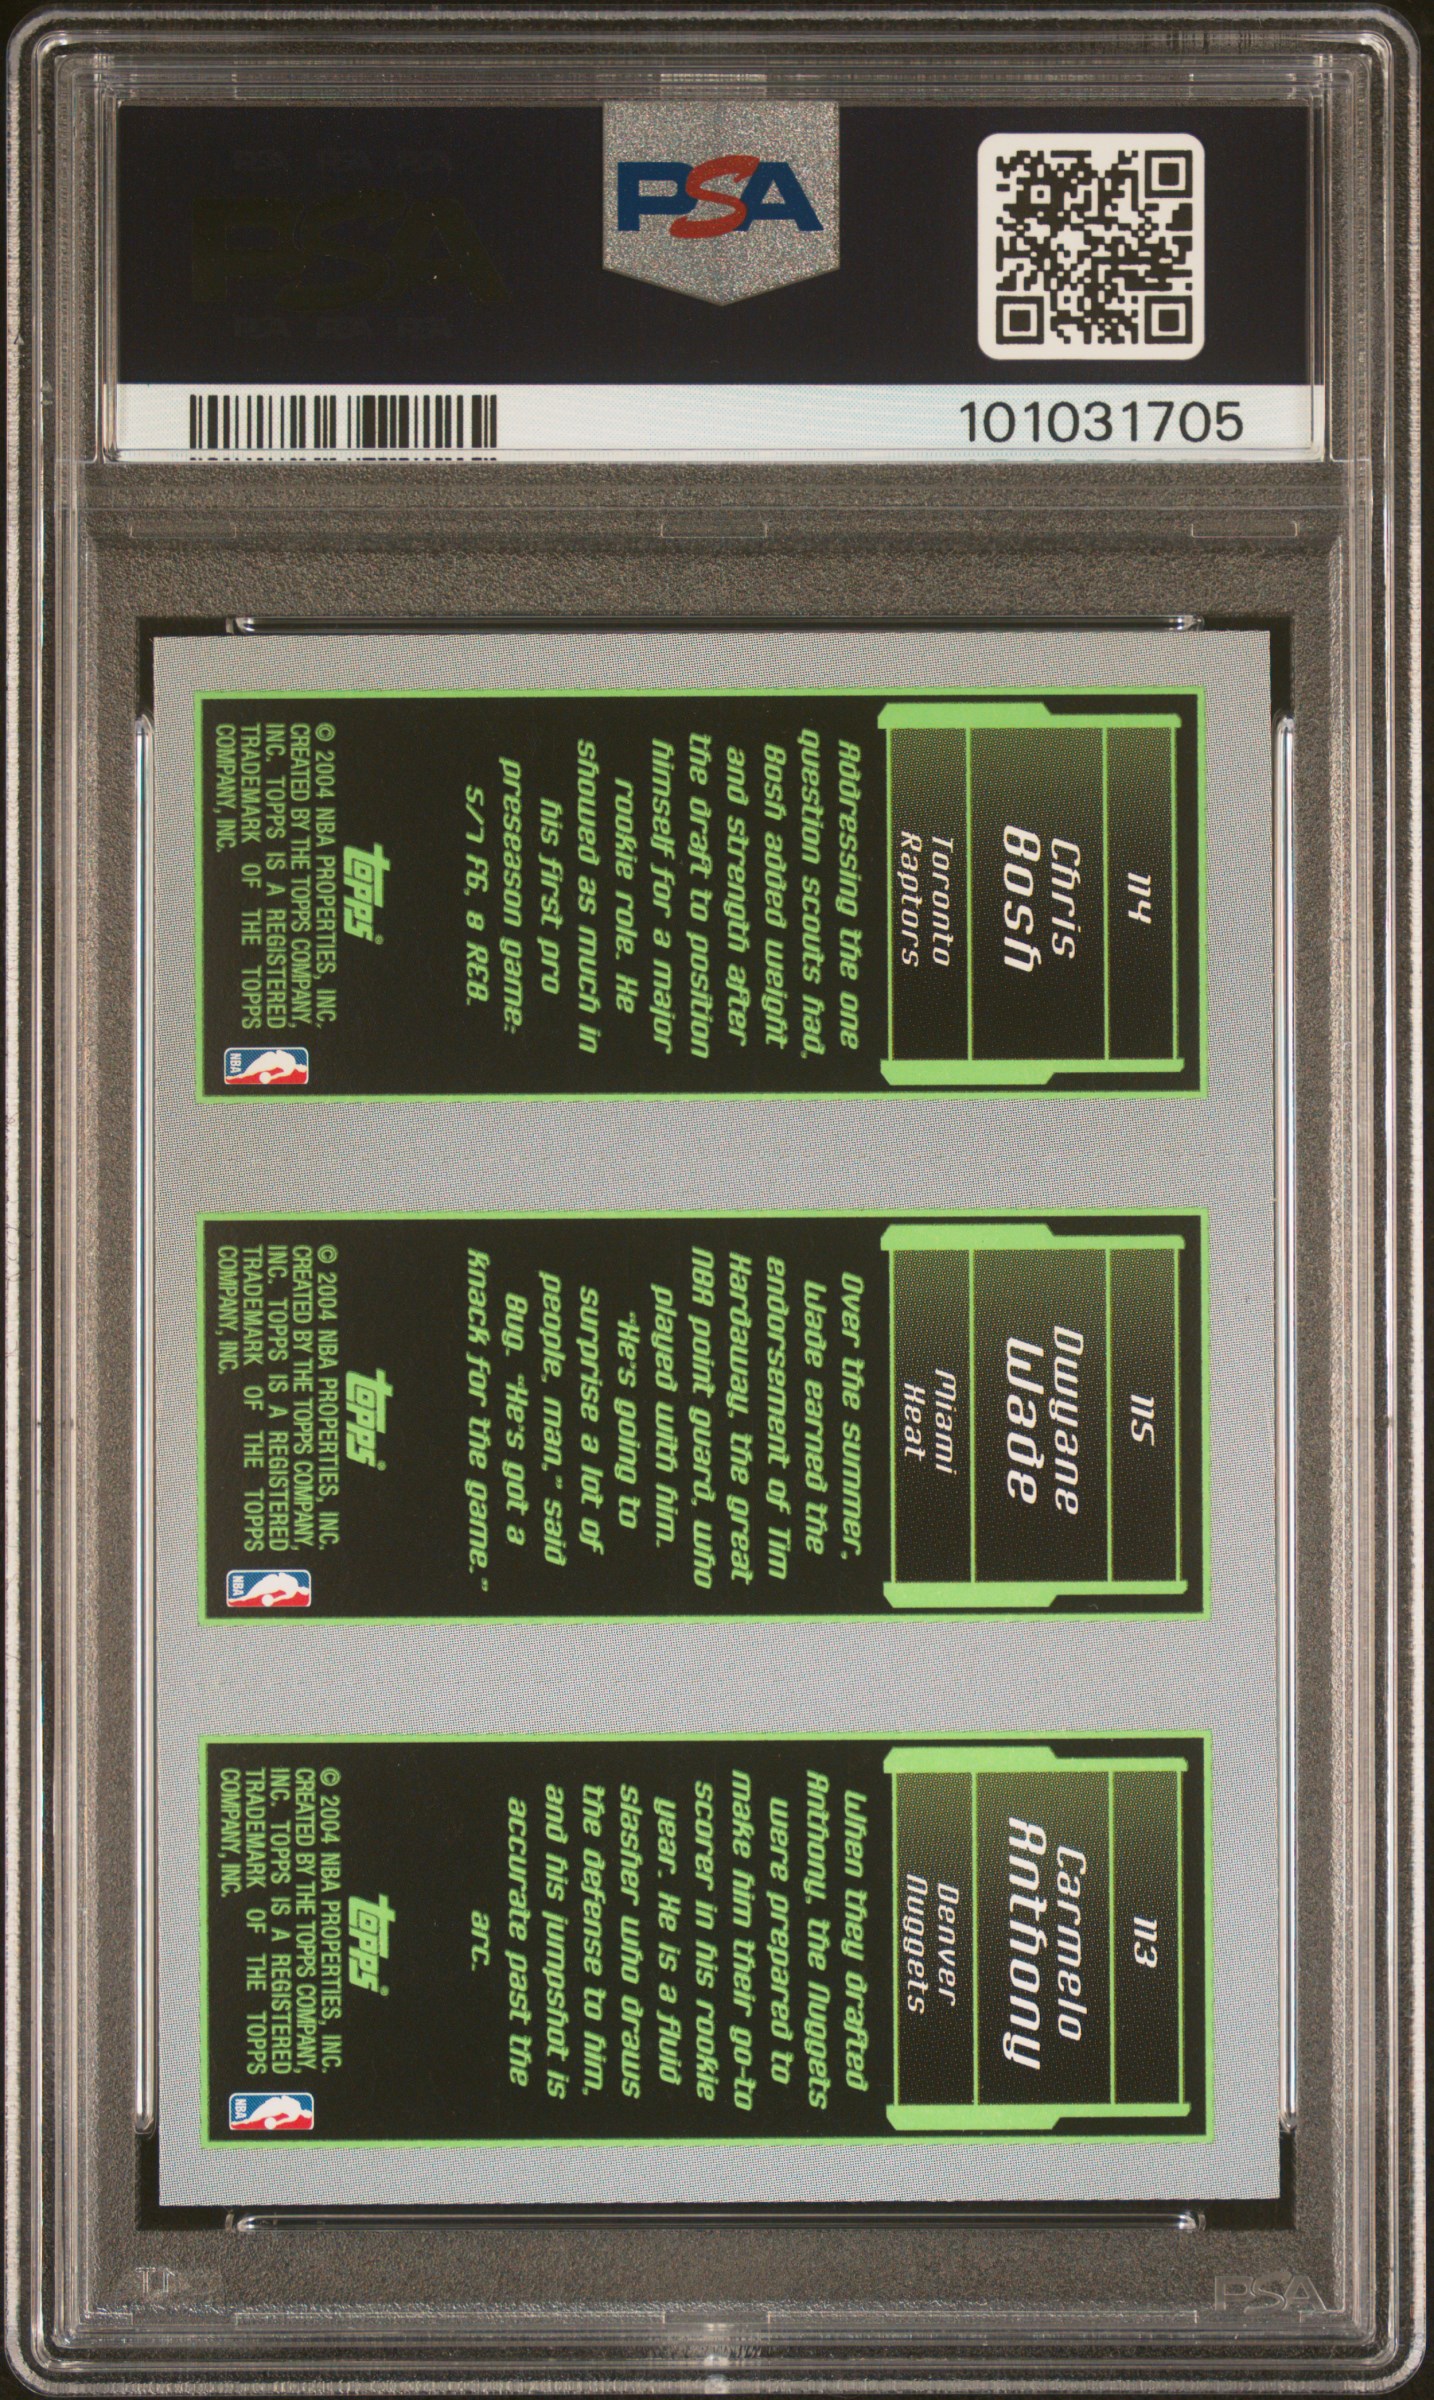 PSA
101031705
114
Chris
Bosh
Toronto
Raptors
Addressing the one
question scouts had,
Bosh added weight
and strength after
the draft to position
himself for a major
rookie role. He
showed as much in
his first pro
preseason game:
5/7 FG, 8 REB.
topps®
© 2004 NBA PROPERTIES, INC.
CREATED BY THE TOPPS COMPANY,
INC. TOPPS IS A REGISTERED
TRADEMARK OF THE TOPPS
COMPANY, INC.
NBA
115
Dwyane
Wade
Miami
Heat
Over the summer,
Wade earned the
endorsement of Tim
Hardaway, the great
NBA point guard, who
played with him.
"He's going to
surprise a lot of
people, man," said
Bug. "He's got a
knack for the game."
topps®
© 2004 NBA PROPERTIES, INC.
CREATED BY THE TOPPS COMPANY,
INC. TOPPS IS A REGISTERED
TRADEMARK OF THE TOPPS
COMPANY, INC.
NBA
113
Carmelo
Anthony
Denver
Nuggets
When they drafted
Anthony, the Nuggets
were prepared to
make him their go-to
scorer in his rookie
year. He is a fluid
slasher who draws
the defense to him,
and his jumpshot is
accurate past the
arc.
topps®
© 2004 NBA PROPERTIES, INC.
CREATED BY THE TOPPS COMPANY,
INC. TOPPS IS A REGISTERED
TRADEMARK OF THE TOPPS
COMPANY, INC.
NBA
PSA